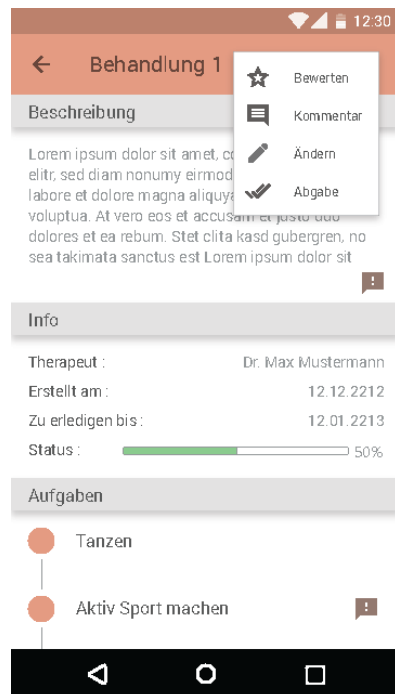 12:30
Behandlung 1
Bewerten
Kommentar
Ändern
Abgabe
Beschreibung
Lorem ipsum dolor sit amet, co
elitr, sed diam nonumy eirmod
labore et dolore magna aliquya
voluptua. At vero eos et accusam et justo duo
dolores et ea rebum. Stet clita kasd gubergren, no
sea takimata sanctus est Lorem ipsum dolor sit
Info
Therapeut : Dr. Max Mustermann
Erstellt am : 12.12.2212
Zu erledigen bis : 12.01.2213
Status : 50%
Aufgaben
Tanzen
Aktiv Sport machen